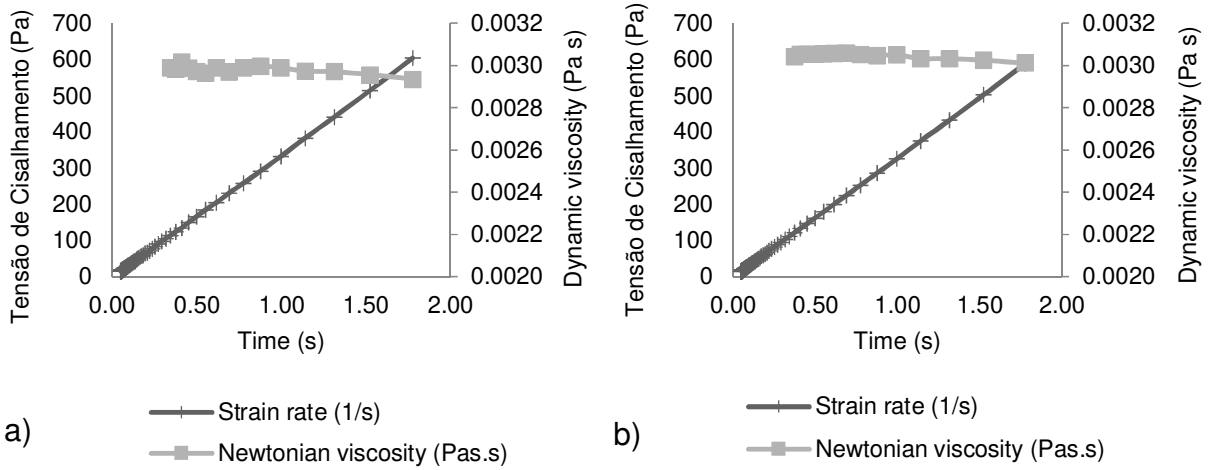 Tensão de Cisalhamento (Pa)
700
600
500
400
300
200
100
0
0.00 0.50 1.00 1.50 2.00
Time (s)
0.0032
0.0030
0.0028
0.0026
0.0024
0.0022
0.0020
Dynamic viscosity (Pa s)
Strain rate (1/s)
Newtonian viscosity (Pas.s)
a)
Tensão de Cisalhamento (Pa)
700
600
500
400
300
200
100
0
0.00 0.50 1.00 1.50 2.00
Time (s)
0.0032
0.0030
0.0028
0.0026
0.0024
0.0022
0.0020
Dynamic viscosity (Pa s)
Strain rate (1/s)
Newtonian viscosity (Pas.s)
b)